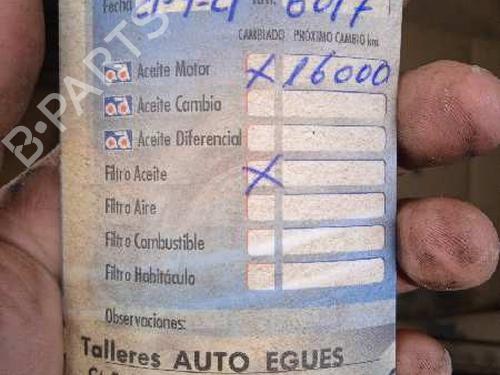 Fecha
CAMBIADO PRÓXIMO CAMBIO km.
Aceite Motor X 16000
Aceite Cambio
Aceite Diferencial
Filtro Aceite X
Filtro Aire
Filtro Combustible
Filtro Habitáculo
Observaciones:
Talleres AUTO EGUES
B-PARTS